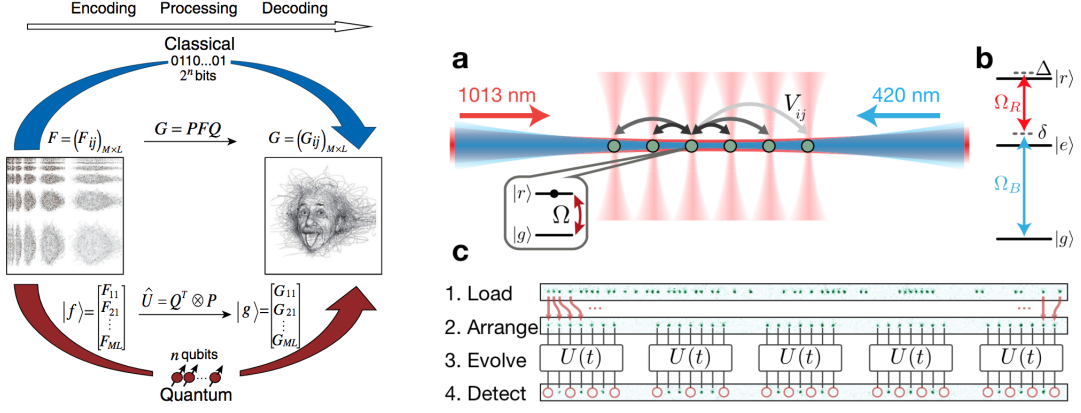 Encoding Processing Decoding
Classical
0110...01
2^n bits
F = (F_ij)_M×L
G = PFQ
G = (G_ij)_M×L
|f⟩ = [F_11 F_21 ⋮ F_ML]
Û = Q^T ⊗ P
|g⟩ = [G_11 G_21 ⋮ G_ML]
n qubits
Quantum
a
1013 nm
V_ij
420 nm
|r⟩
Ω
|g⟩
b
Δ
|r⟩
Ω_R
δ
|e⟩
Ω_B
|g⟩
c
1. Load
... ...
2. Arrange
3. Evolve U(t) U(t) U(t) U(t) U(t)
4. Detect